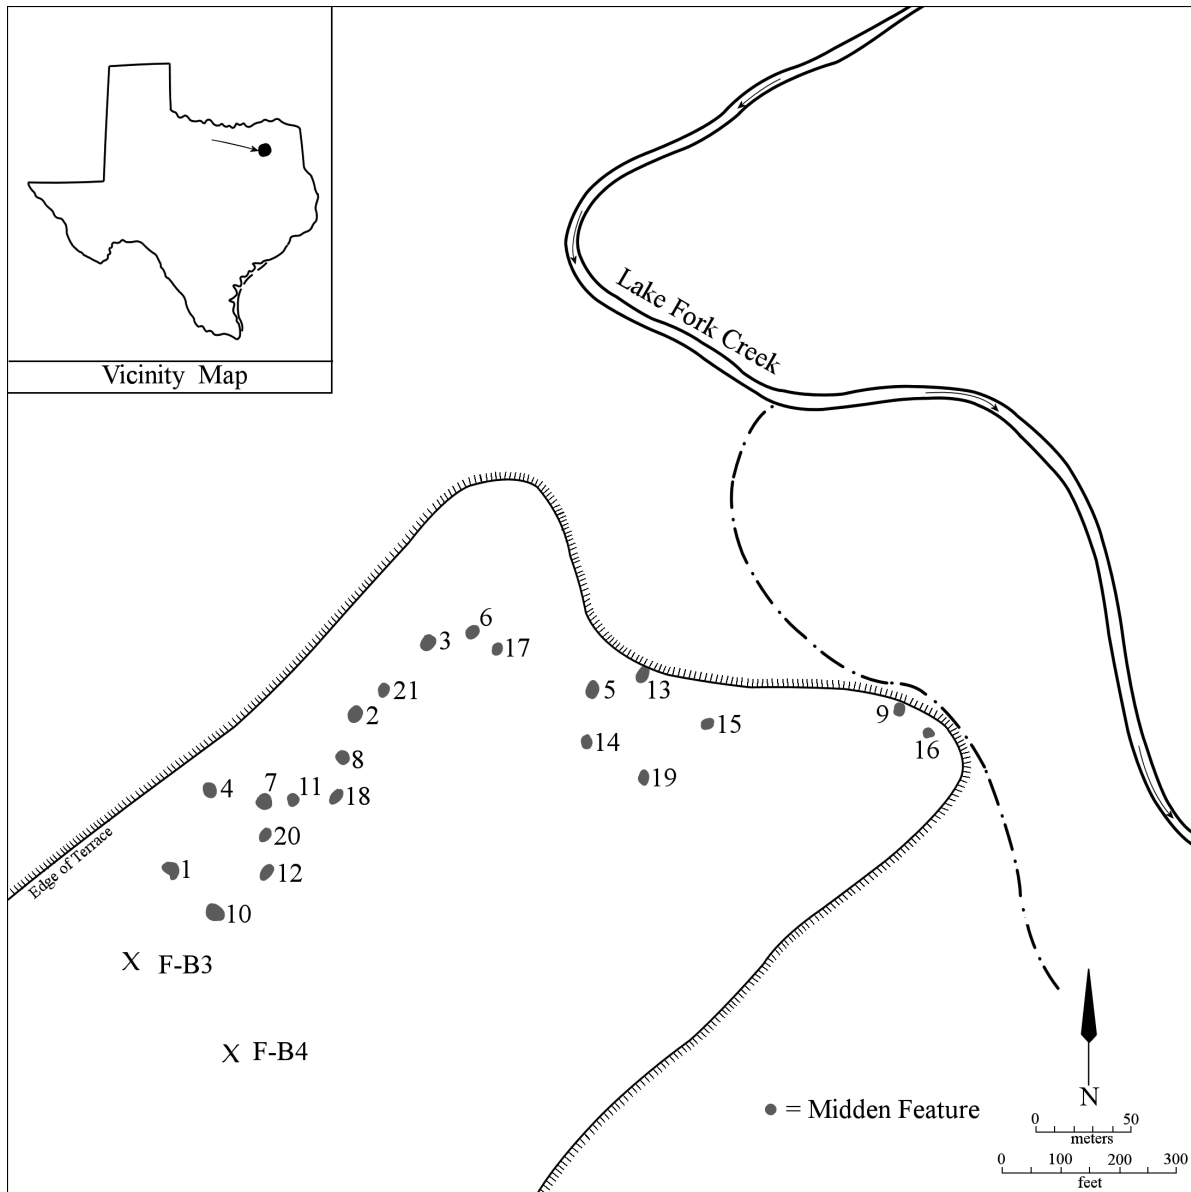 Vicinity Map
Lake Fork Creek
6
3
17
21
5
13
2
9
15
14
16
8
19
4
7
11
18
20
Edge of Terrace
1
12
10
F-B3
X
X F-B4
N
= Midden Feature
0 50
meters
0 100 200 300
feet